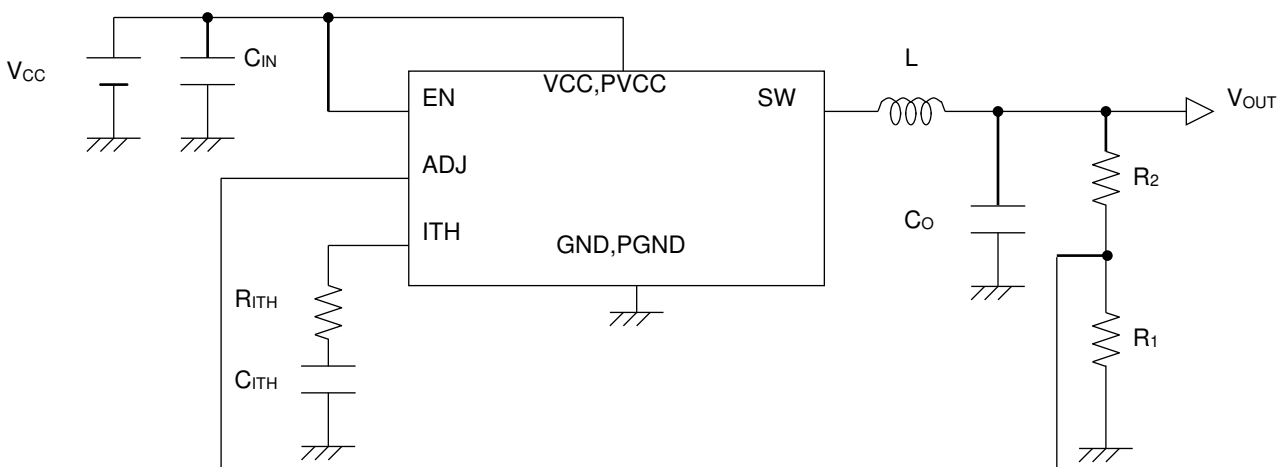 VCC
CIN
VCC,PVCC
EN
SW
L
VOUT
ADJ
R2
ITH
GND,PGND
CO
RITH
R1
CITH